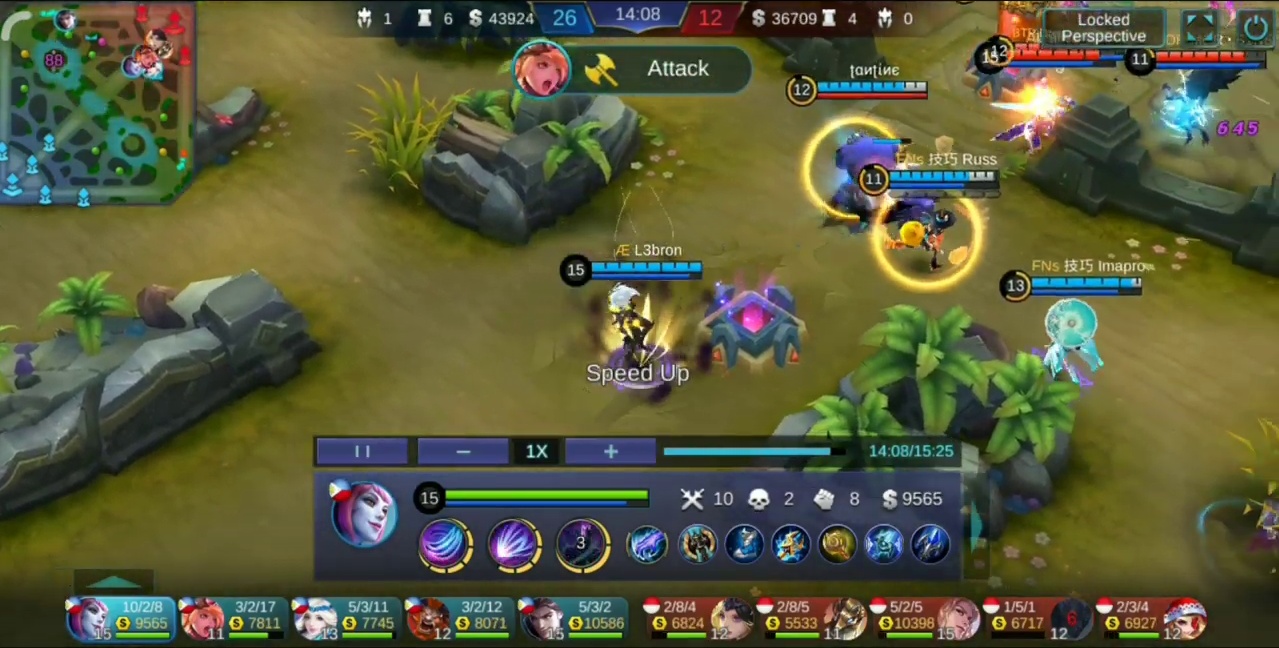 1 6 $ 43924 26 14:08 12 $ 36709 4 0
Locked
Perspective
Attack
88
12
11
12
ţαηţιηє
645
11
FNs 技巧 Russ
15
Æ L3bron
13
FNs 技巧 Imapro
Speed Up
II − 1X + 14:08/15:25
15
10 2 8 $ 9565
3
10/2/8 3/2/17 5/3/11 3/2/12 5/3/2 2/8/4 2/8/5 5/2/5 1/5/1 2/3/4
9565 7811 7745 8071 10586 6824 5533 10398 6717 6927
15 11 13 12 15 12 11 15 12 12